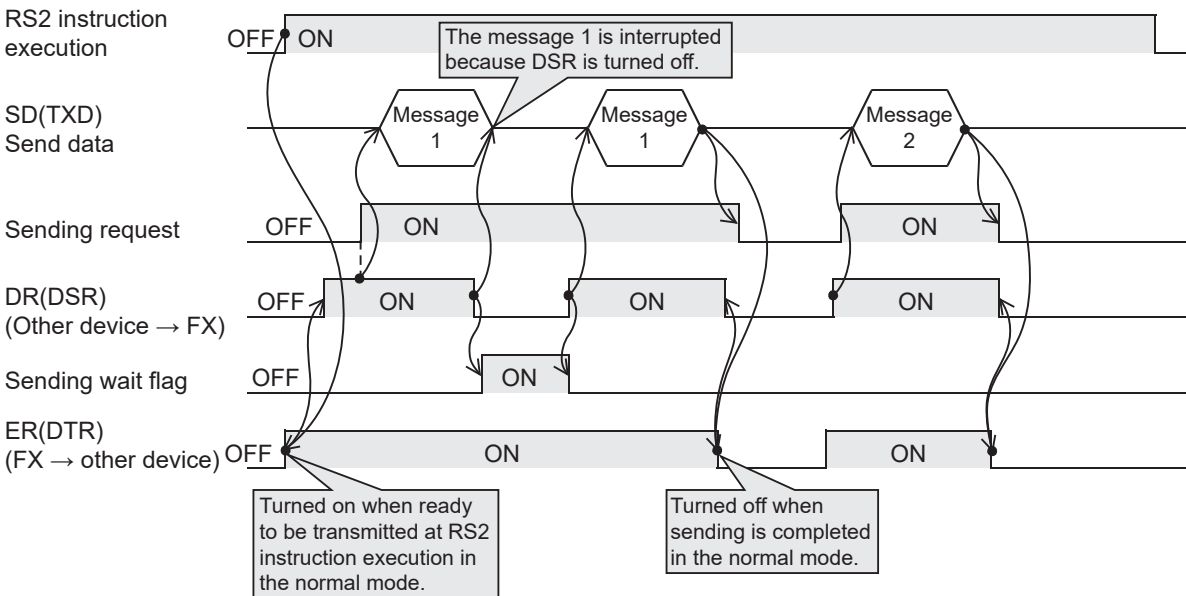 RS2 instruction
execution
OFF
ON
The message 1 is interrupted
because DSR is turned off.
SD(TXD)
Send data
Message
1
Message
1
Message
2
Sending request
OFF
ON
ON
DR(DSR)
(Other device → FX)
OFF
ON
ON
ON
Sending wait flag
OFF
ON
ER(DTR)
(FX → other device)
OFF
ON
ON
Turned on when ready
to be transmitted at RS2
instruction execution in
the normal mode.
Turned off when
sending is completed
in the normal mode.